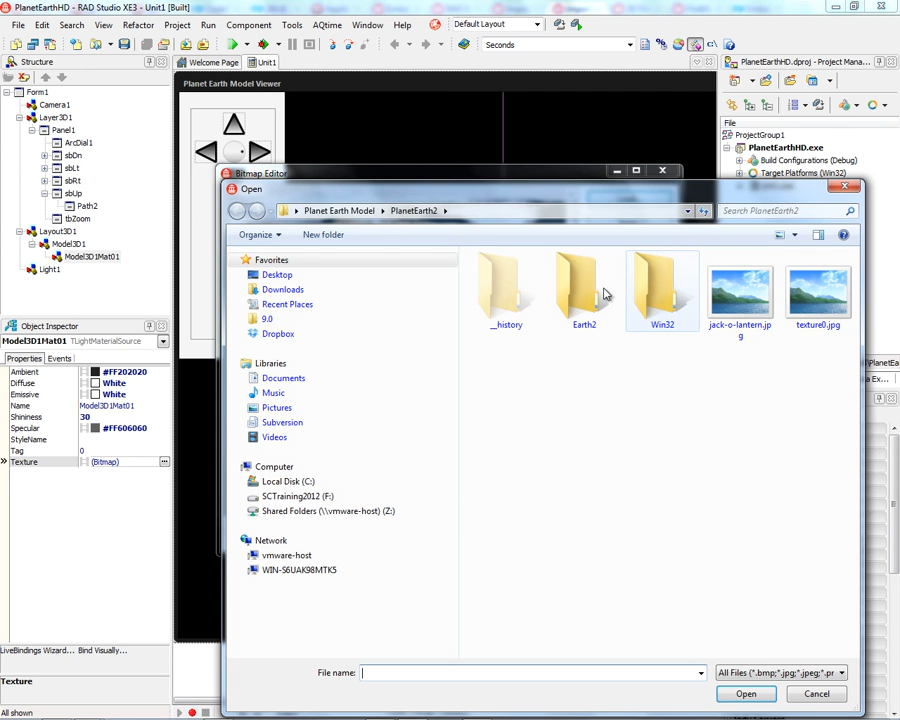 PlanetEarthHD - RAD Studio XE3 - Unit1 [Built]
File Edit Search View Refactor Project Run Component Tools AQtime Window Help Default Layout
Seconds
Structure
Welcome Page Unit1
PlanetEarthHD.dproj - Project Mana...
Form1
Camera1
Layer3D1
Panel1
ArcDial1
sbDn
sbLt
sbRt
sbUp
Path2
tbZoom
Layout3D1
Model3D1
Model3D1Mat01
Light1
Planet Earth Model Viewer
File
ProjectGroup1
PlanetEarthHD.exe
Build Configurations (Debug)
Target Platforms (Win32)
Bitmap Editor
Open
Planet Earth Model PlanetEarth2
Search PlanetEarth2
Organize New folder
Favorites
Desktop
Downloads
Recent Places
9.0
Dropbox
Libraries
Documents
Music
Pictures
Subversion
Videos
Computer
Local Disk (C:)
SCTraining2012 (F:)
Shared Folders (\\vmware-host) (Z:)
Network
vmware-host
WIN-S6UAK98MTK5
__history
Earth2
Win32
jack-o-lantern.jp
g
texture0.jpg
File name:
All Files (*.bmp;*.jpg;*.jpeg;*.pr
Open Cancel
Object Inspector
Model3D1Mat01 TLightMaterialSource
Properties Events
Ambient #FF202020
Diffuse White
Emissive White
Name Model3D1Mat01
Shininess 30
Specular #FF606060
StyleName
Tag 0
Texture (Bitmap)
LiveBindings Wizard... Bind Visually...
Texture
All shown